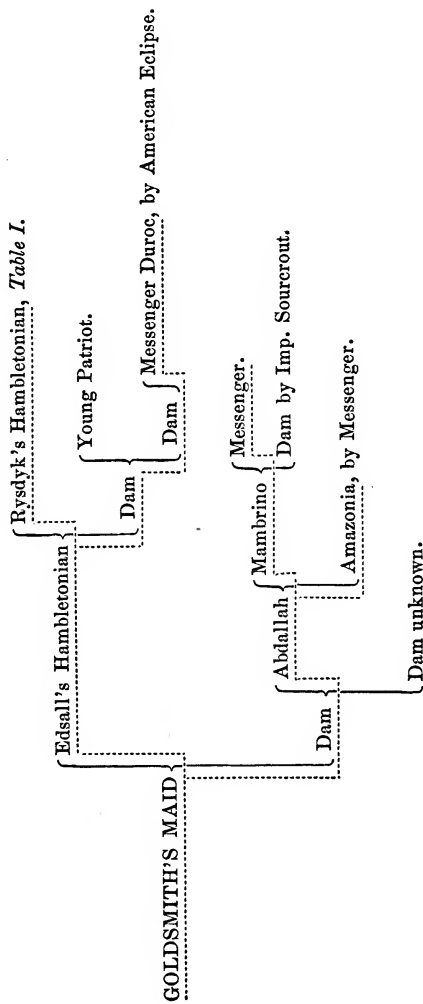 Rysdyk's Hambletonian, Table I.
Edsall's Hambletonian
Young Patriot.
Dam
Messenger Duroc, by American Eclipse.
Dam
GOLDSMITH'S MAID
Messenger.
Mambrino
Dam by Imp. Sourcrout.
Abdallah
Amazonia, by Messenger.
Dam
Dam unknown.